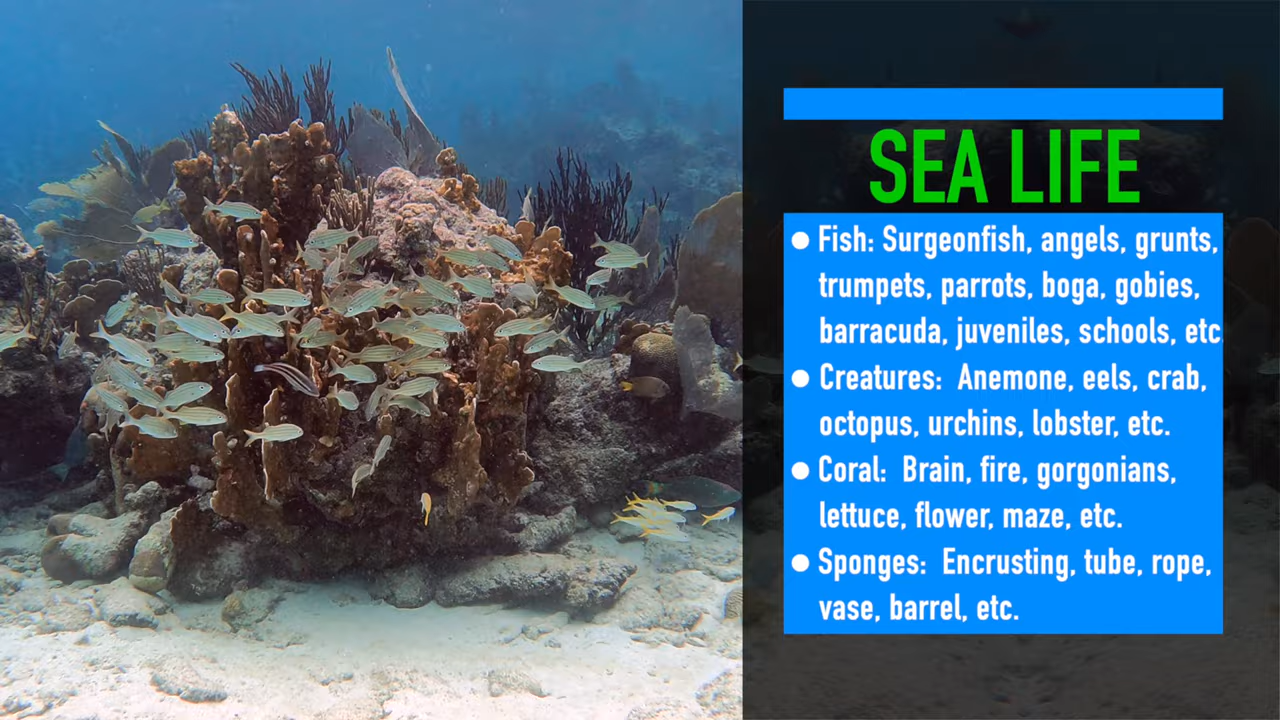 SEA LIFE
● Fish: Surgeonfish, angels, grunts,
trumpets, parrots, boga, gobies,
barracuda, juveniles, schools, etc
● Creatures: Anemone, eels, crab,
octopus, urchins, lobster, etc.
● Coral: Brain, fire, gorgonians,
lettuce, flower, maze, etc.
● Sponges: Encrusting, tube, rope,
vase, barrel, etc.